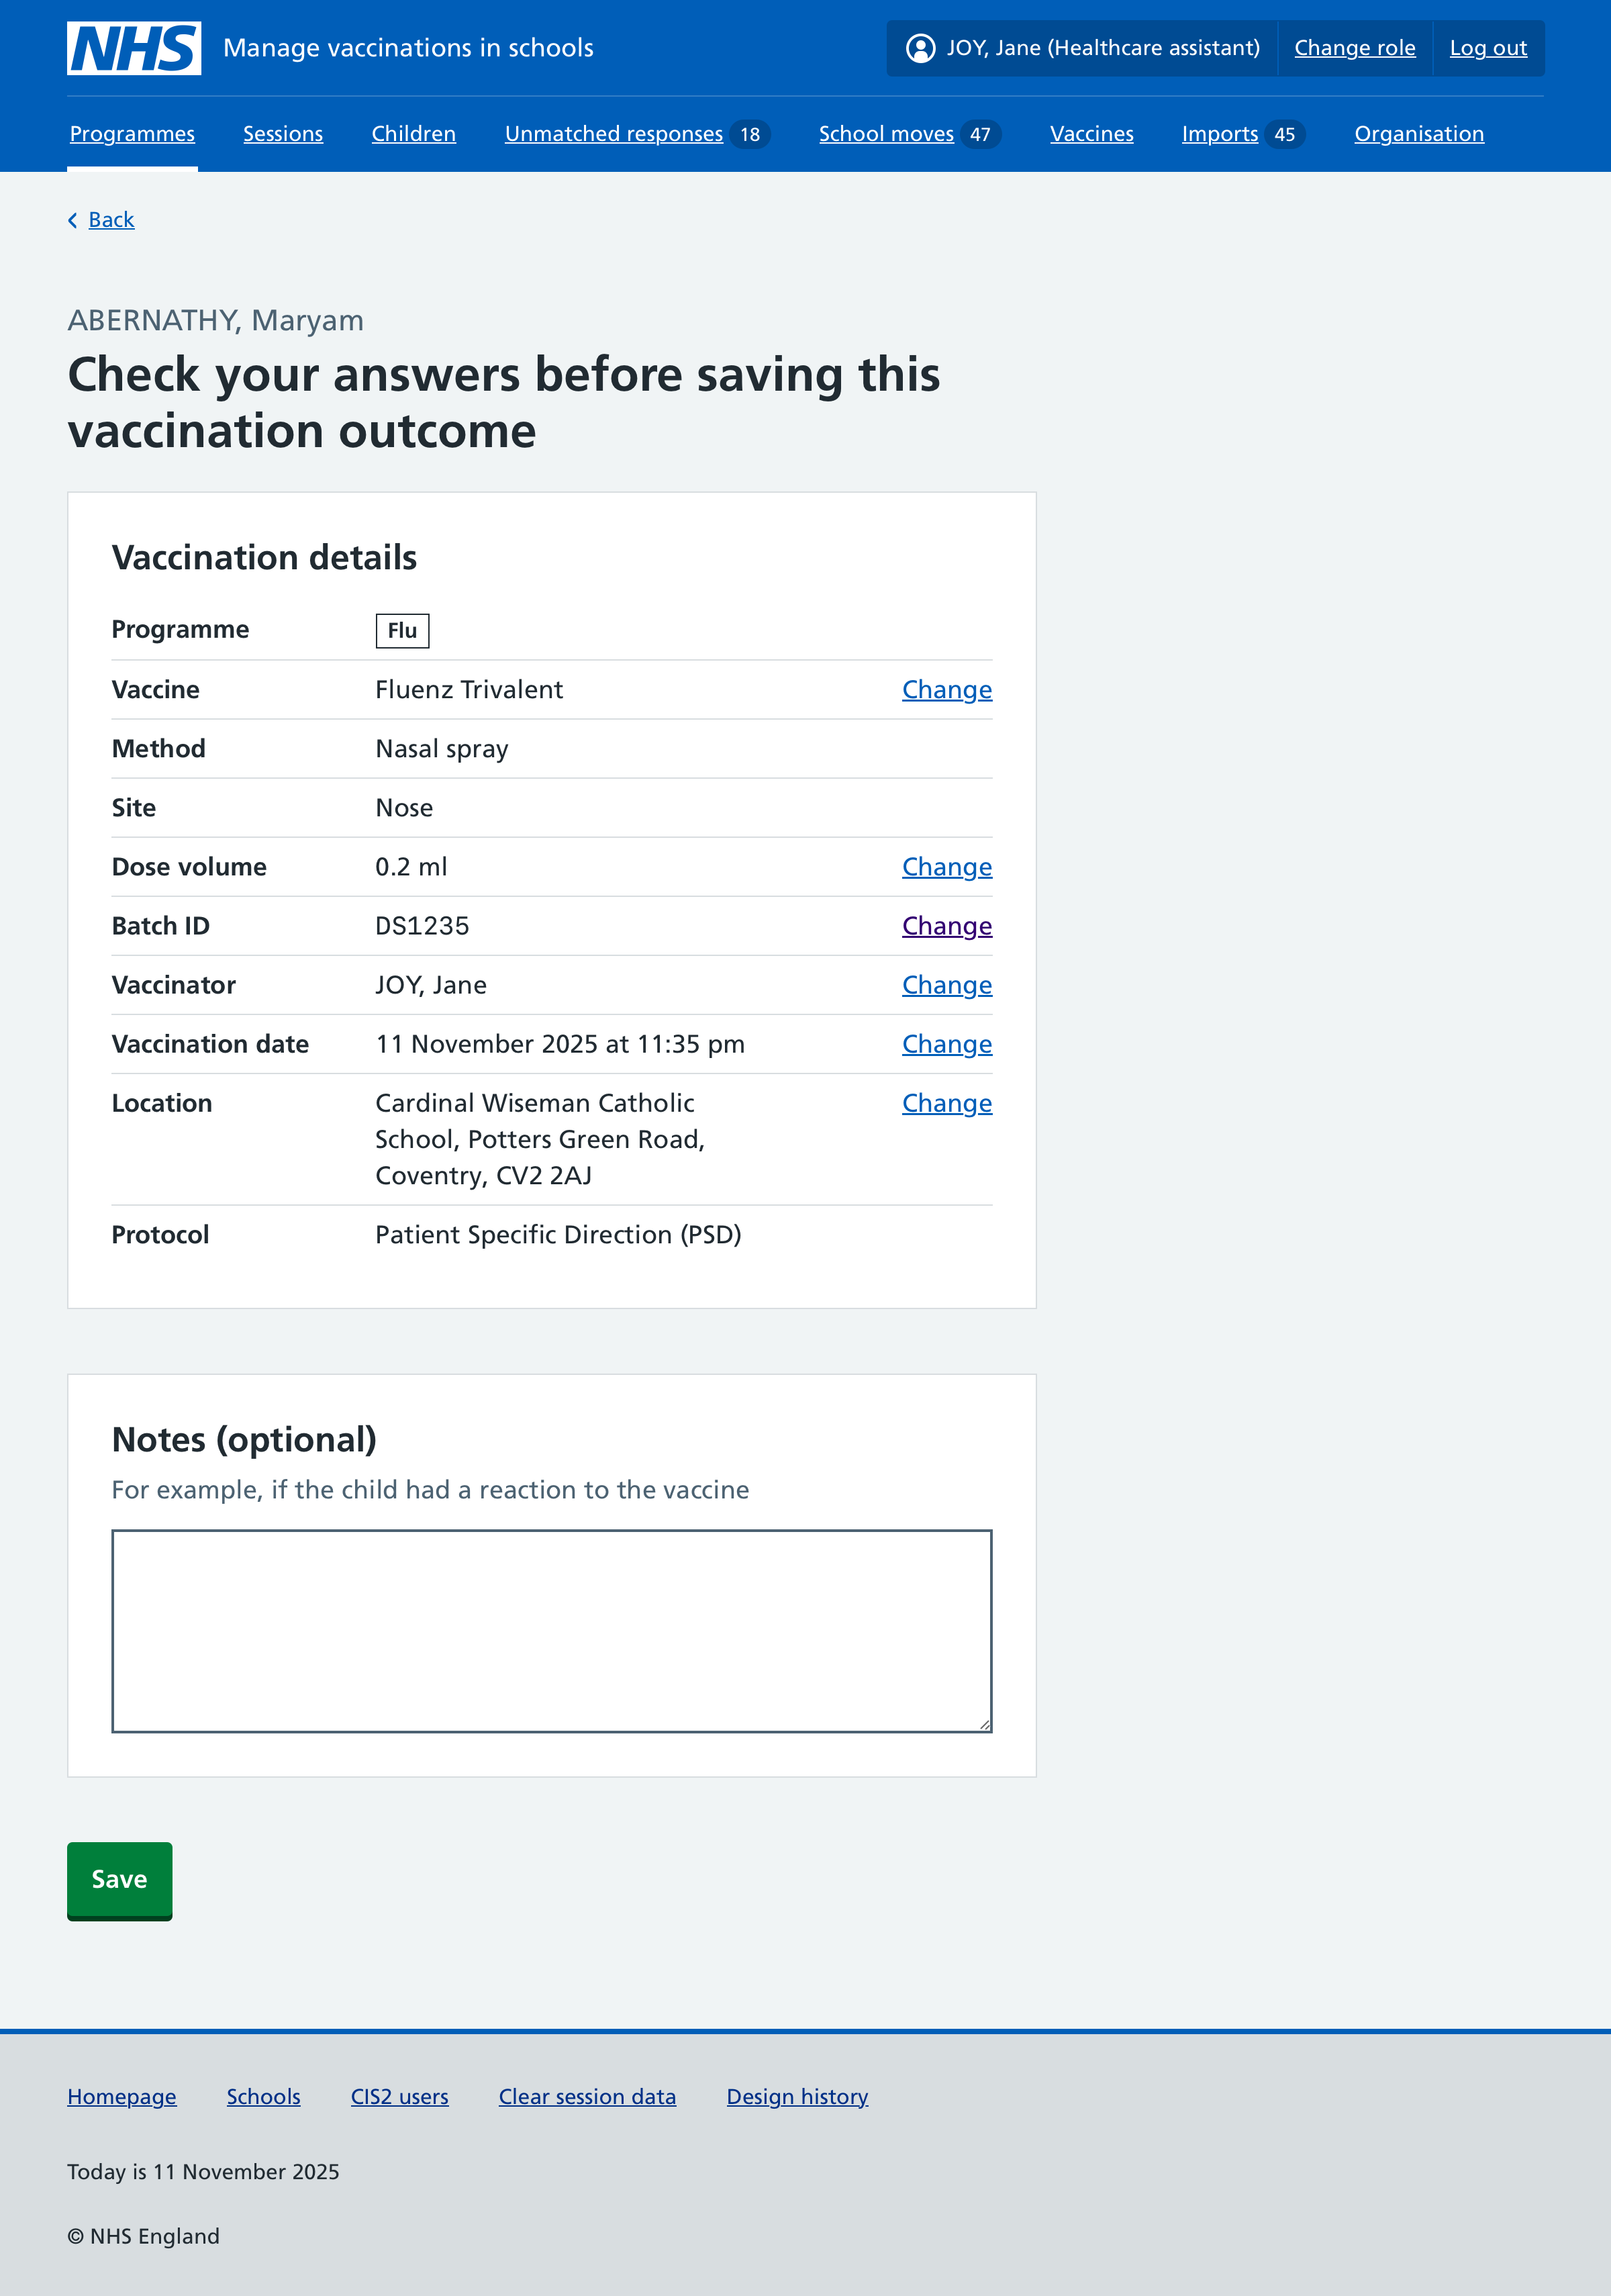 NHS Manage vaccinations in schools JOY, Jane (Healthcare assistant) Change role Log out
Programmes Sessions Children Unmatched responses 18 School moves 47 Vaccines Imports 45 Organisation
Back
ABERNATHY, Maryam
Check your answers before saving this
vaccination outcome
Vaccination details
Programme Flu
Vaccine Fluenz Trivalent Change
Method Nasal spray
Site Nose
Dose volume 0.2 ml Change
Batch ID DS1235 Change
Vaccinator JOY, Jane Change
Vaccination date 11 November 2025 at 11:35 pm Change
Location Cardinal Wiseman Catholic Change
School, Potters Green Road,
Coventry, CV2 2AJ
Protocol Patient Specific Direction (PSD)
Notes (optional)
For example, if the child had a reaction to the vaccine
Save
Homepage Schools CIS2 users Clear session data Design history
Today is 11 November 2025
© NHS England